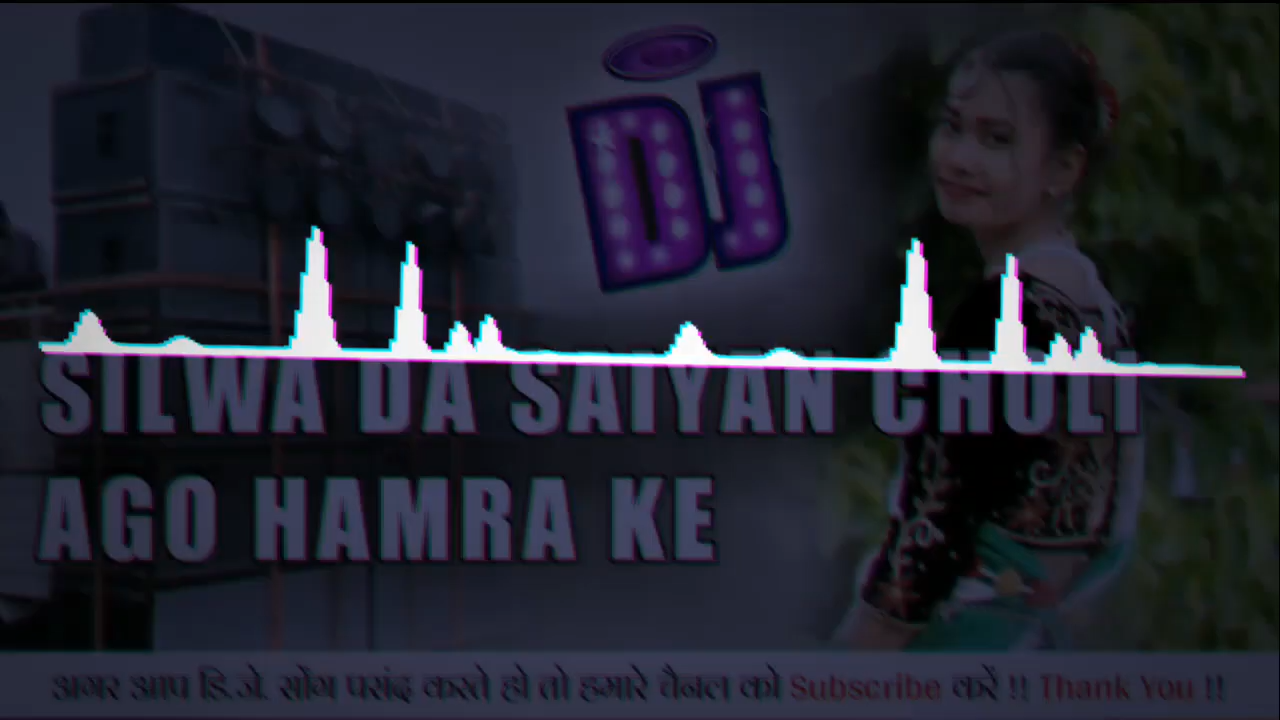 DJ
SILWA DA SAIYAN CHOLI
AGO HAMRA KE
अगर आप डि.जे. सोंग पसंद करते हो तो हमारे चैनल को Subscribe करें !! Thank You !!